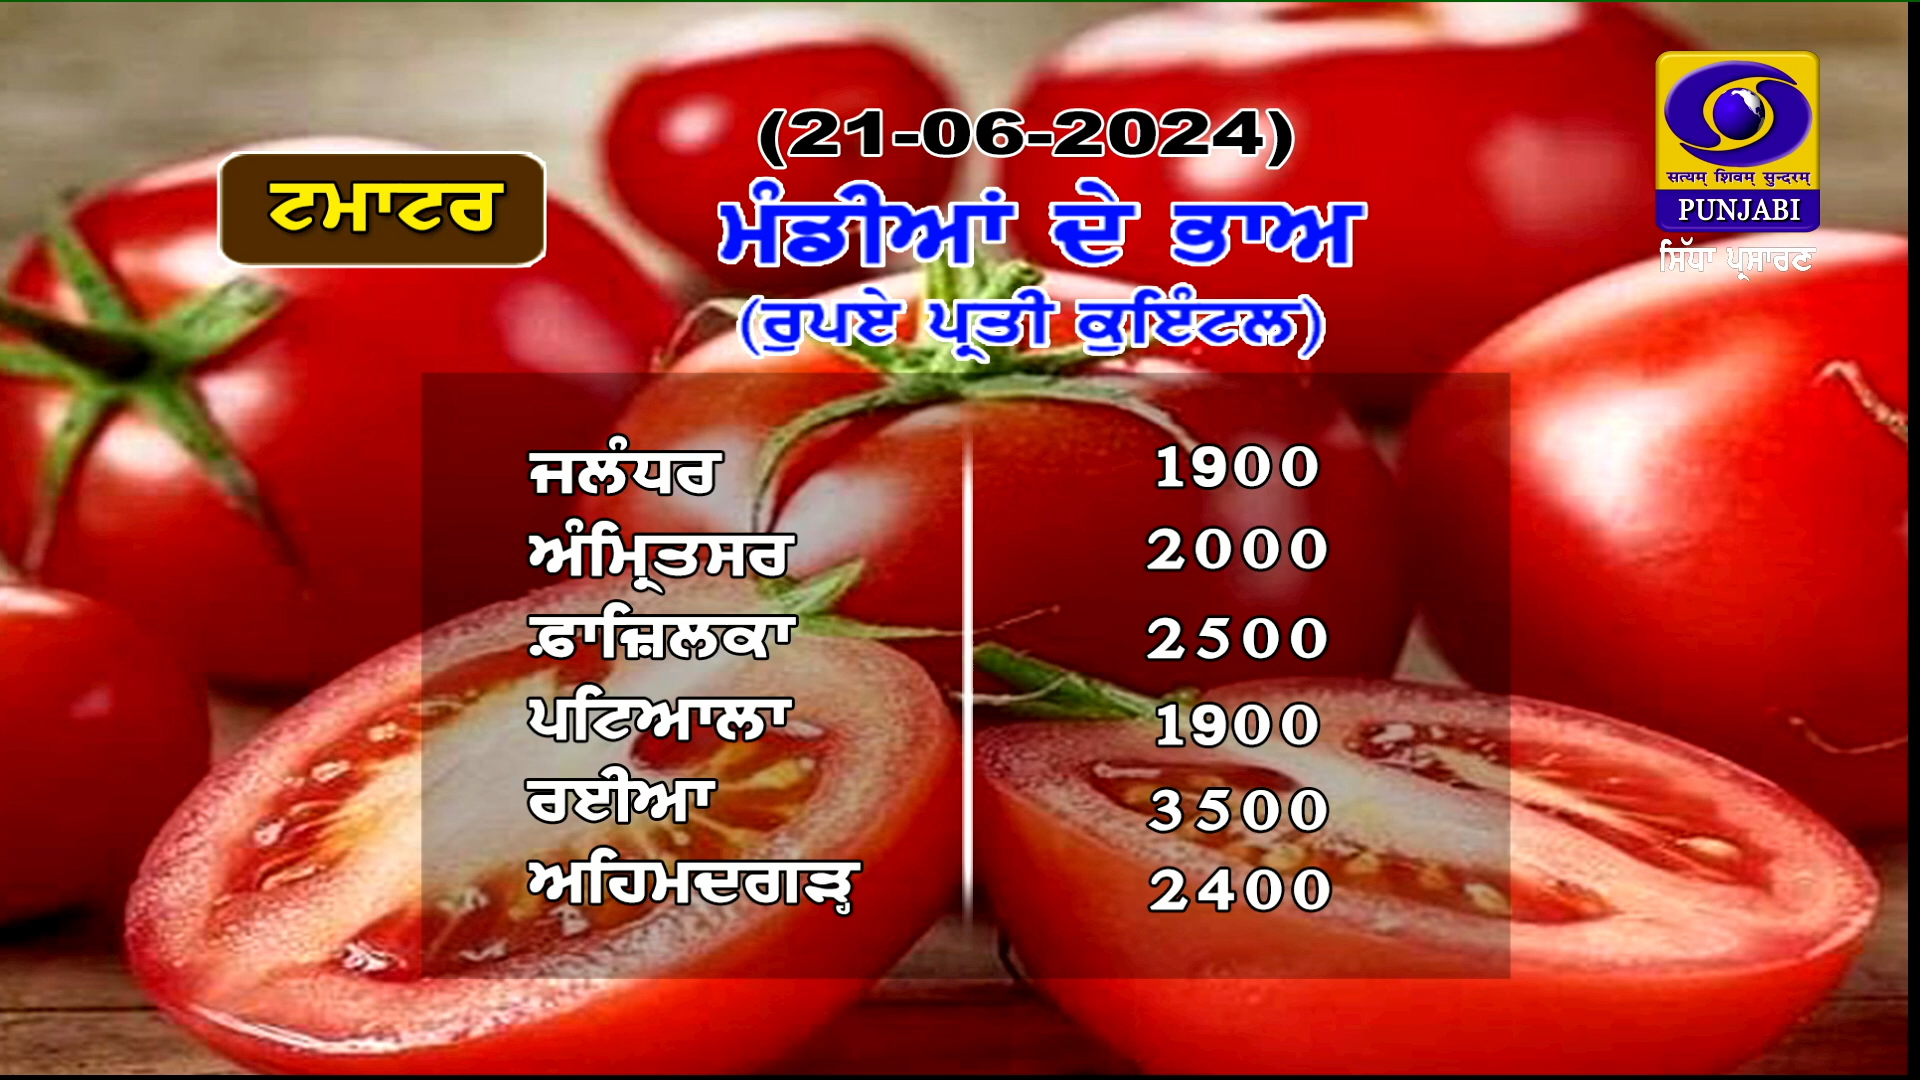 (21-06-2024)
ਟਮਾਟਰ
ਮੰਡੀਆਂ ਦੇ ਭਾਅ
(ਰੁਪਏ ਪ੍ਰਤੀ ਕੁਇੰਟਲ)
सत्यम् शिवम् सुन्दरम्
PUNJABI
ਸਿੱਧਾ ਪ੍ਰਸਾਰਣ
ਜਲੰਧਰ 1900
ਅੰਮ੍ਰਿਤਸਰ 2000
ਫ਼ਾਜ਼ਿਲਕਾ 2500
ਪਟਿਆਲਾ 1900
ਰਈਆ 3500
ਅਹਿਮਦਗੜ੍ਹ 2400